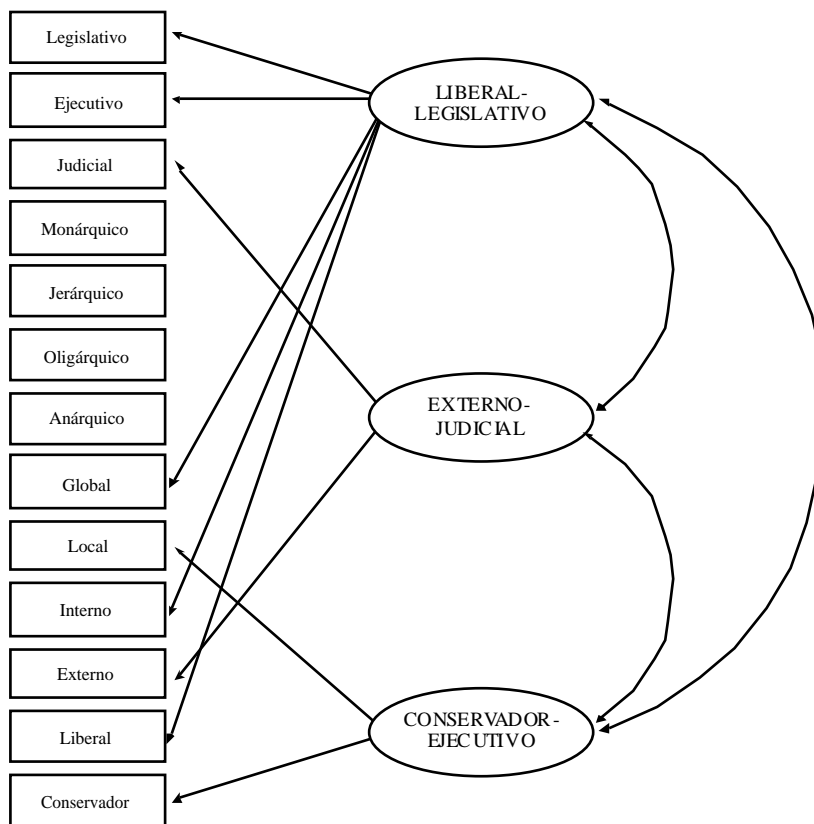 Legislativo
Ejecutivo
Judicial
Monárquico
Jerárquico
Oligárquico
Anárquico
Global
Local
Interno
Externo
Liberal
Conservador
LIBERAL-
LEGISLATIVO
EXTERNO-
JUDICIAL
CONSERVADOR-
EJECUTIVO